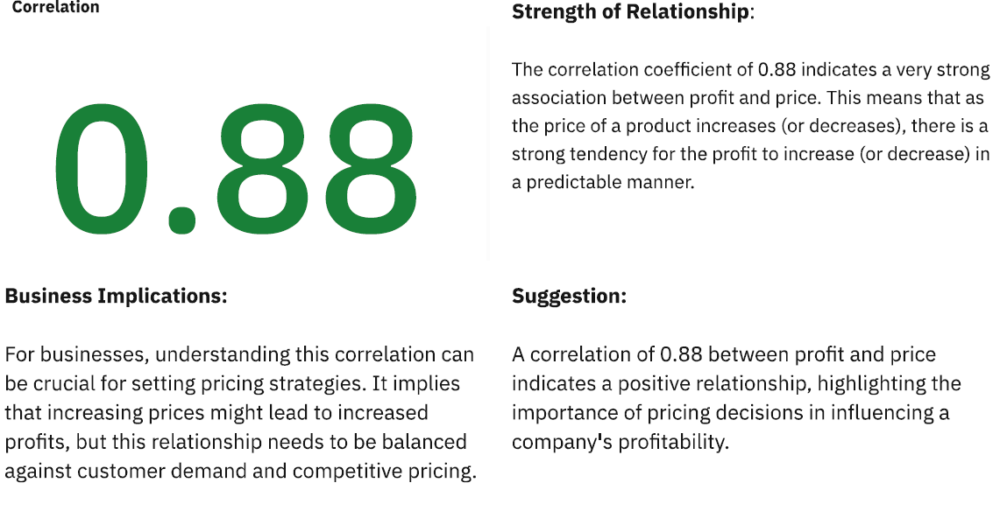 Correlation
0.88
Strength of Relationship:
The correlation coefficient of 0.88 indicates a very strong
association between profit and price. This means that as
the price of a product increases (or decreases), there is a
strong tendency for the profit to increase (or decrease) in
a predictable manner.
Business Implications:
For businesses, understanding this correlation can
be crucial for setting pricing strategies. It implies
that increasing prices might lead to increased
profits, but this relationship needs to be balanced
against customer demand and competitive pricing.
Suggestion:
A correlation of 0.88 between profit and price
indicates a positive relationship, highlighting the
importance of pricing decisions in influencing a
company's profitability.